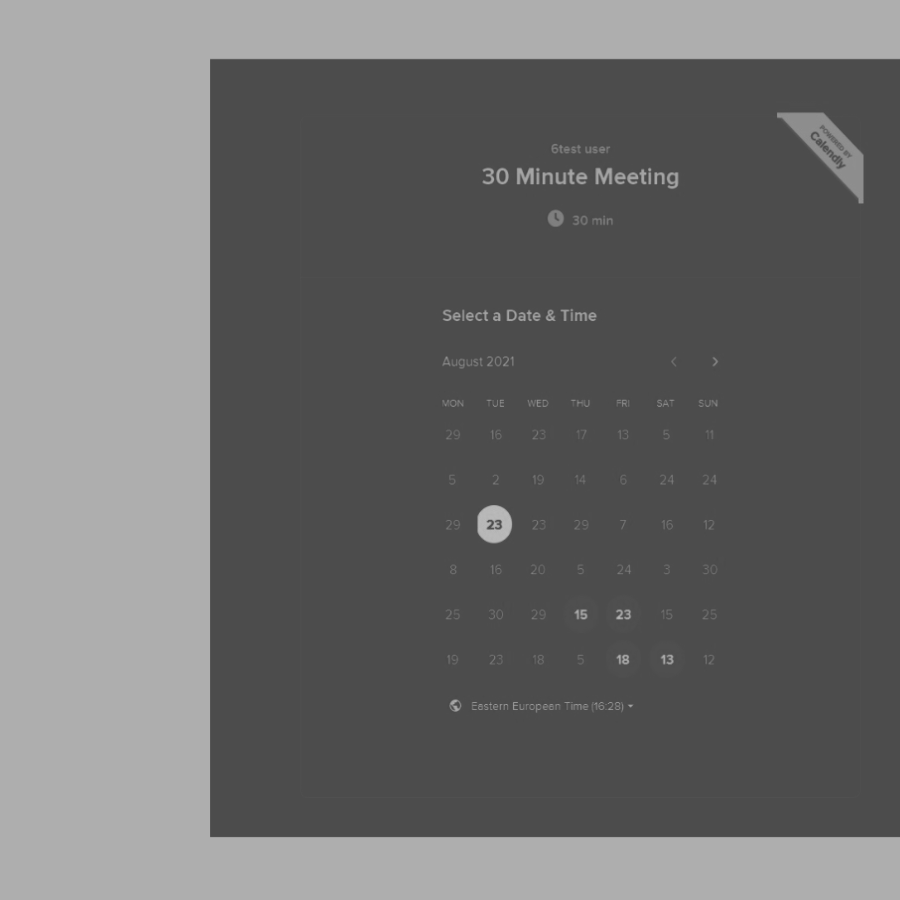 POWERED BY
Calendly
6test user
30 Minute Meeting
30 min
Select a Date & Time
August 2021
MON TUE WED THU FRI SAT SUN
29 16 23 17 13 5 11
5 2 19 14 6 24 24
29 23 23 29 7 16 12
8 16 20 5 24 3 30
25 30 29 15 23 15 25
19 23 18 5 18 13 12
Eastern European Time (16:28)